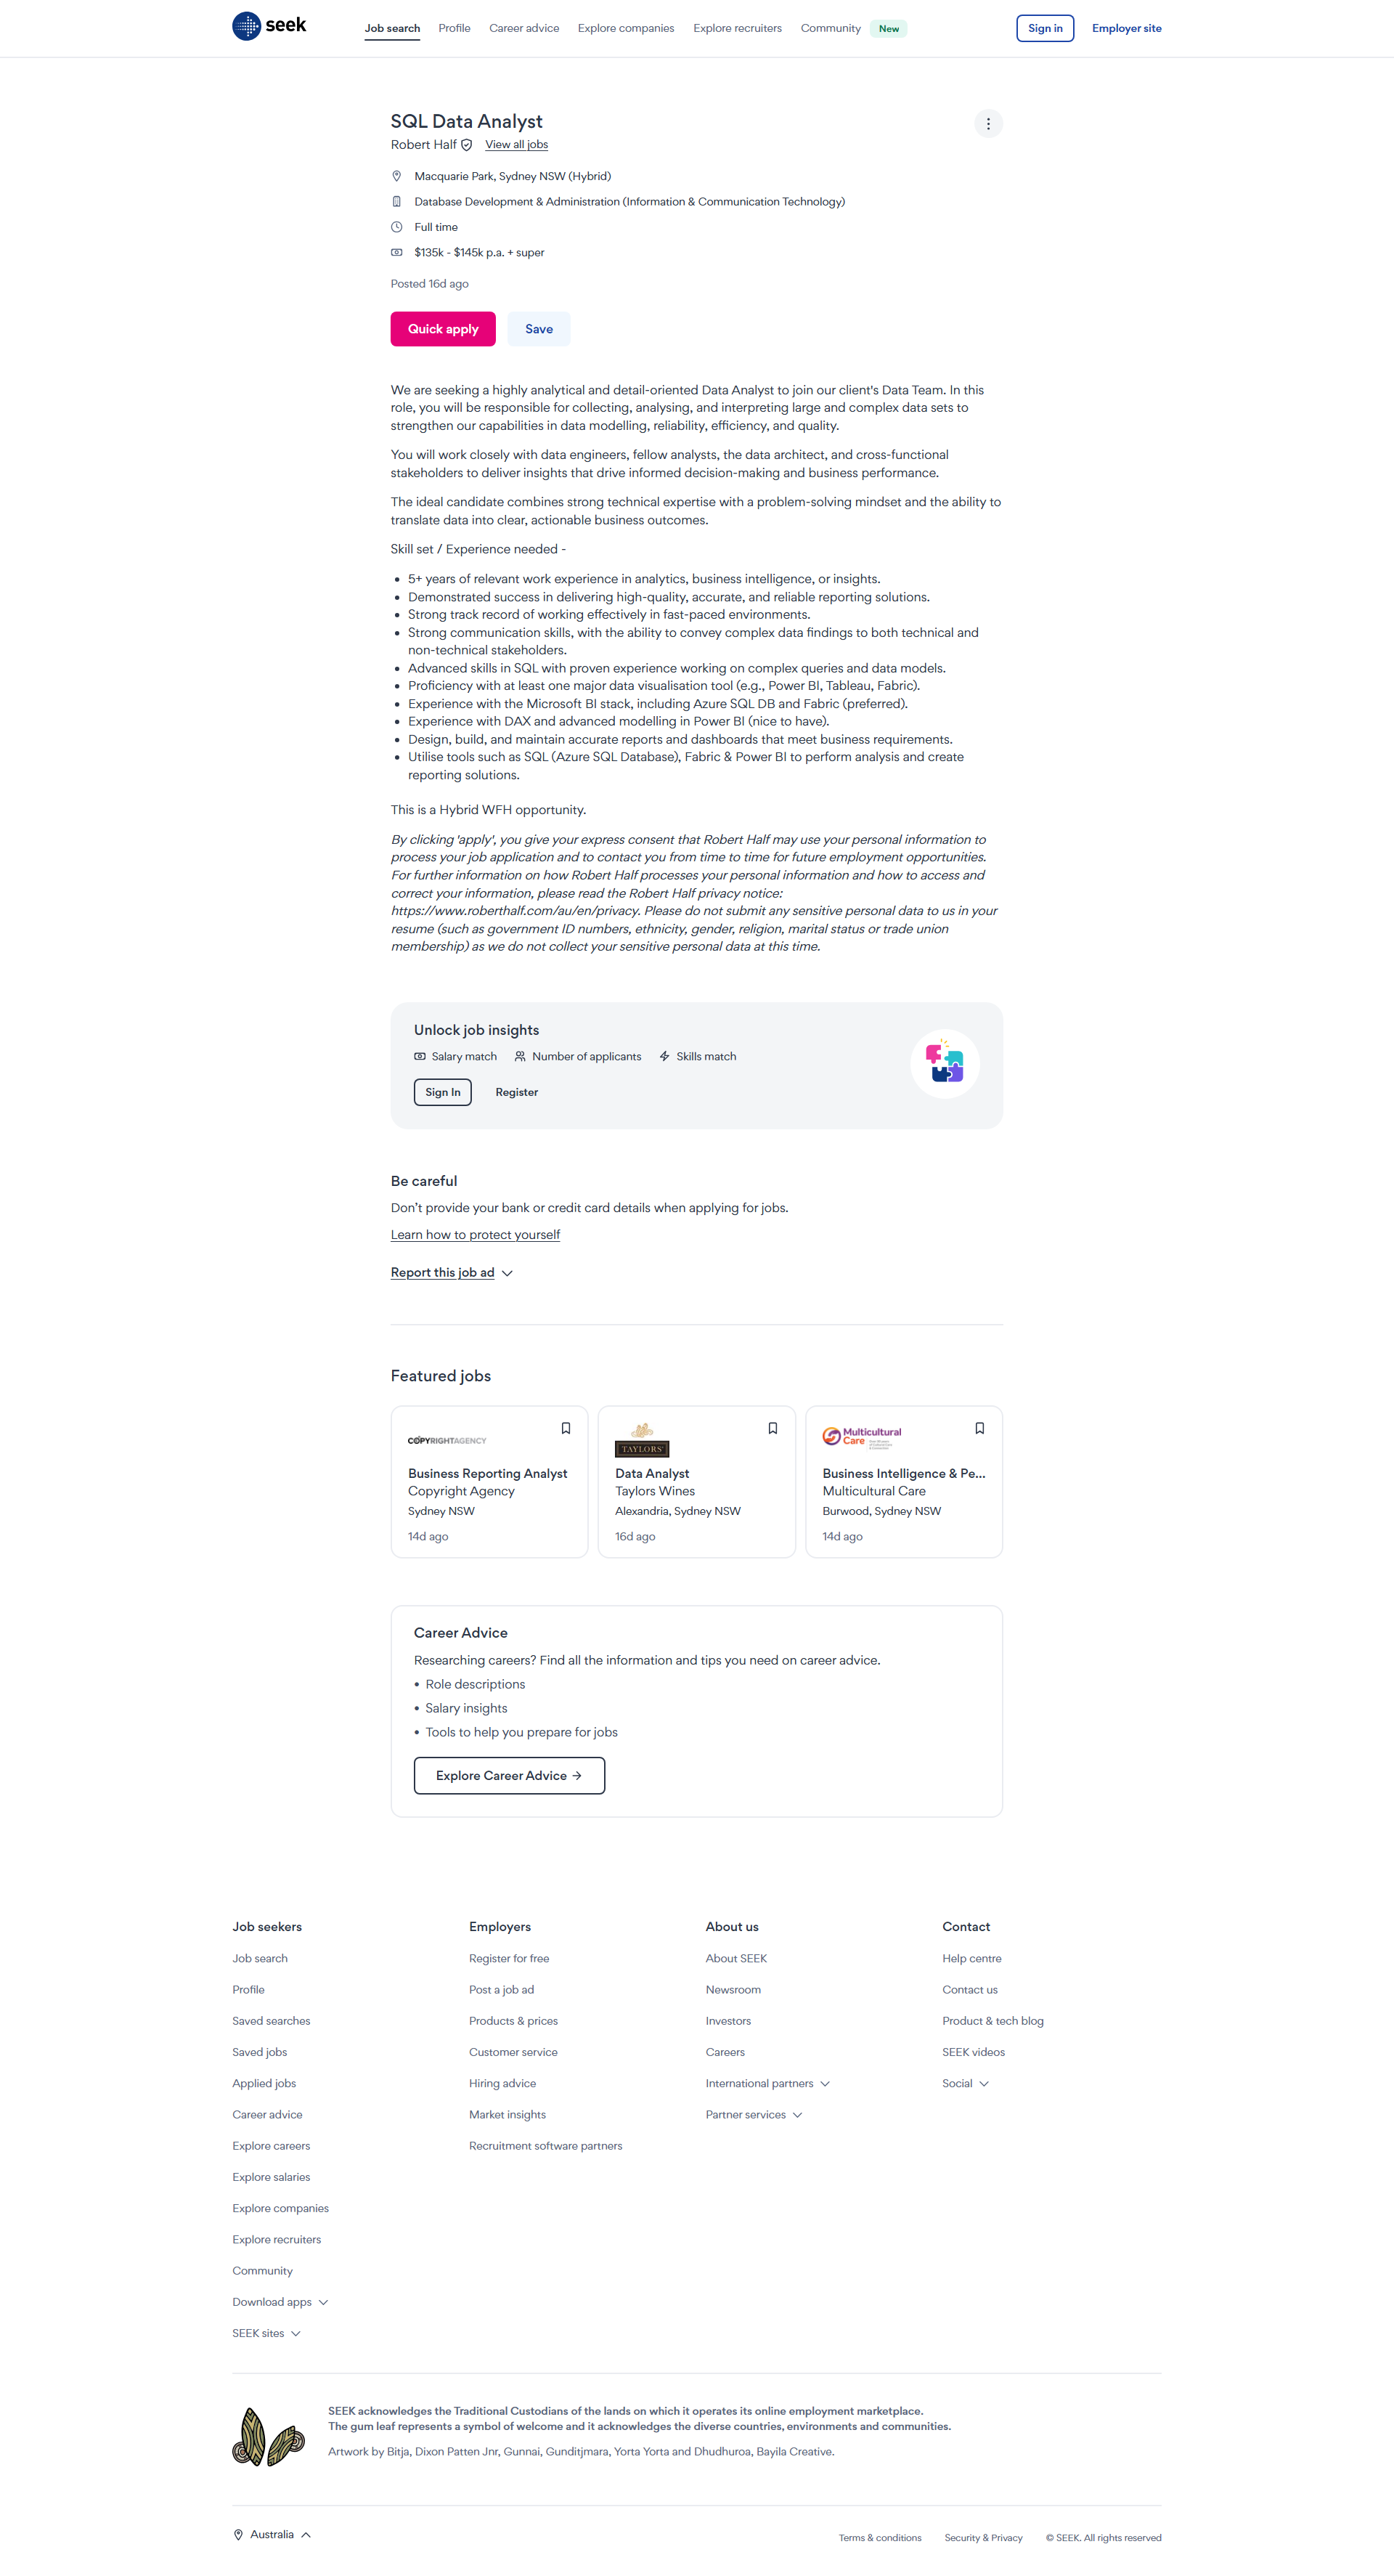 seek
Job search Profile Career advice Explore companies Explore recruiters Community New Sign in Employer site
SQL Data Analyst
Robert Half View all jobs
Macquarie Park, Sydney NSW (Hybrid)
Database Development & Administration (Information & Communication Technology)
Full time
$135k - $145k p.a. + super
Posted 16d ago
Quick apply Save
We are seeking a highly analytical and detail-oriented Data Analyst to join our client's Data Team. In this
role, you will be responsible for collecting, analysing, and interpreting large and complex data sets to
strengthen our capabilities in data modelling, reliability, efficiency, and quality.
You will work closely with data engineers, fellow analysts, the data architect, and cross-functional
stakeholders to deliver insights that drive informed decision-making and business performance.
The ideal candidate combines strong technical expertise with a problem-solving mindset and the ability to
translate data into clear, actionable business outcomes.
Skill set / Experience needed -
• 5+ years of relevant work experience in analytics, business intelligence, or insights.
• Demonstrated success in delivering high-quality, accurate, and reliable reporting solutions.
• Strong track record of working effectively in fast-paced environments.
• Strong communication skills, with the ability to convey complex data findings to both technical and
non-technical stakeholders.
• Advanced skills in SQL with proven experience working on complex queries and data models.
• Proficiency with at least one major data visualisation tool (e.g., Power BI, Tableau, Fabric).
• Experience with the Microsoft BI stack, including Azure SQL DB and Fabric (preferred).
• Experience with DAX and advanced modelling in Power BI (nice to have).
• Design, build, and maintain accurate reports and dashboards that meet business requirements.
• Utilise tools such as SQL (Azure SQL Database), Fabric & Power BI to perform analysis and create
reporting solutions.
This is a Hybrid WFH opportunity.
By clicking 'apply', you give your express consent that Robert Half may use your personal information to
process your job application and to contact you from time to time for future employment opportunities.
For further information on how Robert Half processes your personal information and how to access and
correct your information, please read the Robert Half privacy notice:
https://www.roberthalf.com/au/en/privacy. Please do not submit any sensitive personal data to us in your
resume (such as government ID numbers, ethnicity, gender, religion, marital status or trade union
membership) as we do not collect your sensitive personal data at this time.
Unlock job insights
Salary match Number of applicants Skills match
Sign In Register
Be careful
Don't provide your bank or credit card details when applying for jobs.
Learn how to protect yourself
Report this job ad
Featured jobs
COPYRIGHTAGENCY
Business Reporting Analyst
Copyright Agency
Sydney NSW
14d ago
TAYLORS
Data Analyst
Taylors Wines
Alexandria, Sydney NSW
16d ago
Multicultural
Care
Business Intelligence & Pe...
Multicultural Care
Burwood, Sydney NSW
14d ago
Career Advice
Researching careers? Find all the information and tips you need on career advice.
• Role descriptions
• Salary insights
• Tools to help you prepare for jobs
Explore Career Advice →
Job seekers
Job search
Profile
Saved searches
Saved jobs
Applied jobs
Career advice
Explore careers
Explore salaries
Explore companies
Explore recruiters
Community
Download apps
SEEK sites
Employers
Register for free
Post a job ad
Products & prices
Customer service
Hiring advice
Market insights
Recruitment software partners
About us
About SEEK
Newsroom
Investors
Careers
International partners
Partner services
Contact
Help centre
Contact us
Product & tech blog
SEEK videos
Social
SEEK acknowledges the Traditional Custodians of the lands on which it operates its online employment marketplace.
The gum leaf represents a symbol of welcome and it acknowledges the diverse countries, environments and communities.
Artwork by Bitja, Dixon Patten Jnr, Gunnai, Gunditjmara, Yorta Yorta and Dhudhuroa, Bayila Creative.
Australia
Terms & conditions Security & Privacy © SEEK. All rights reserved